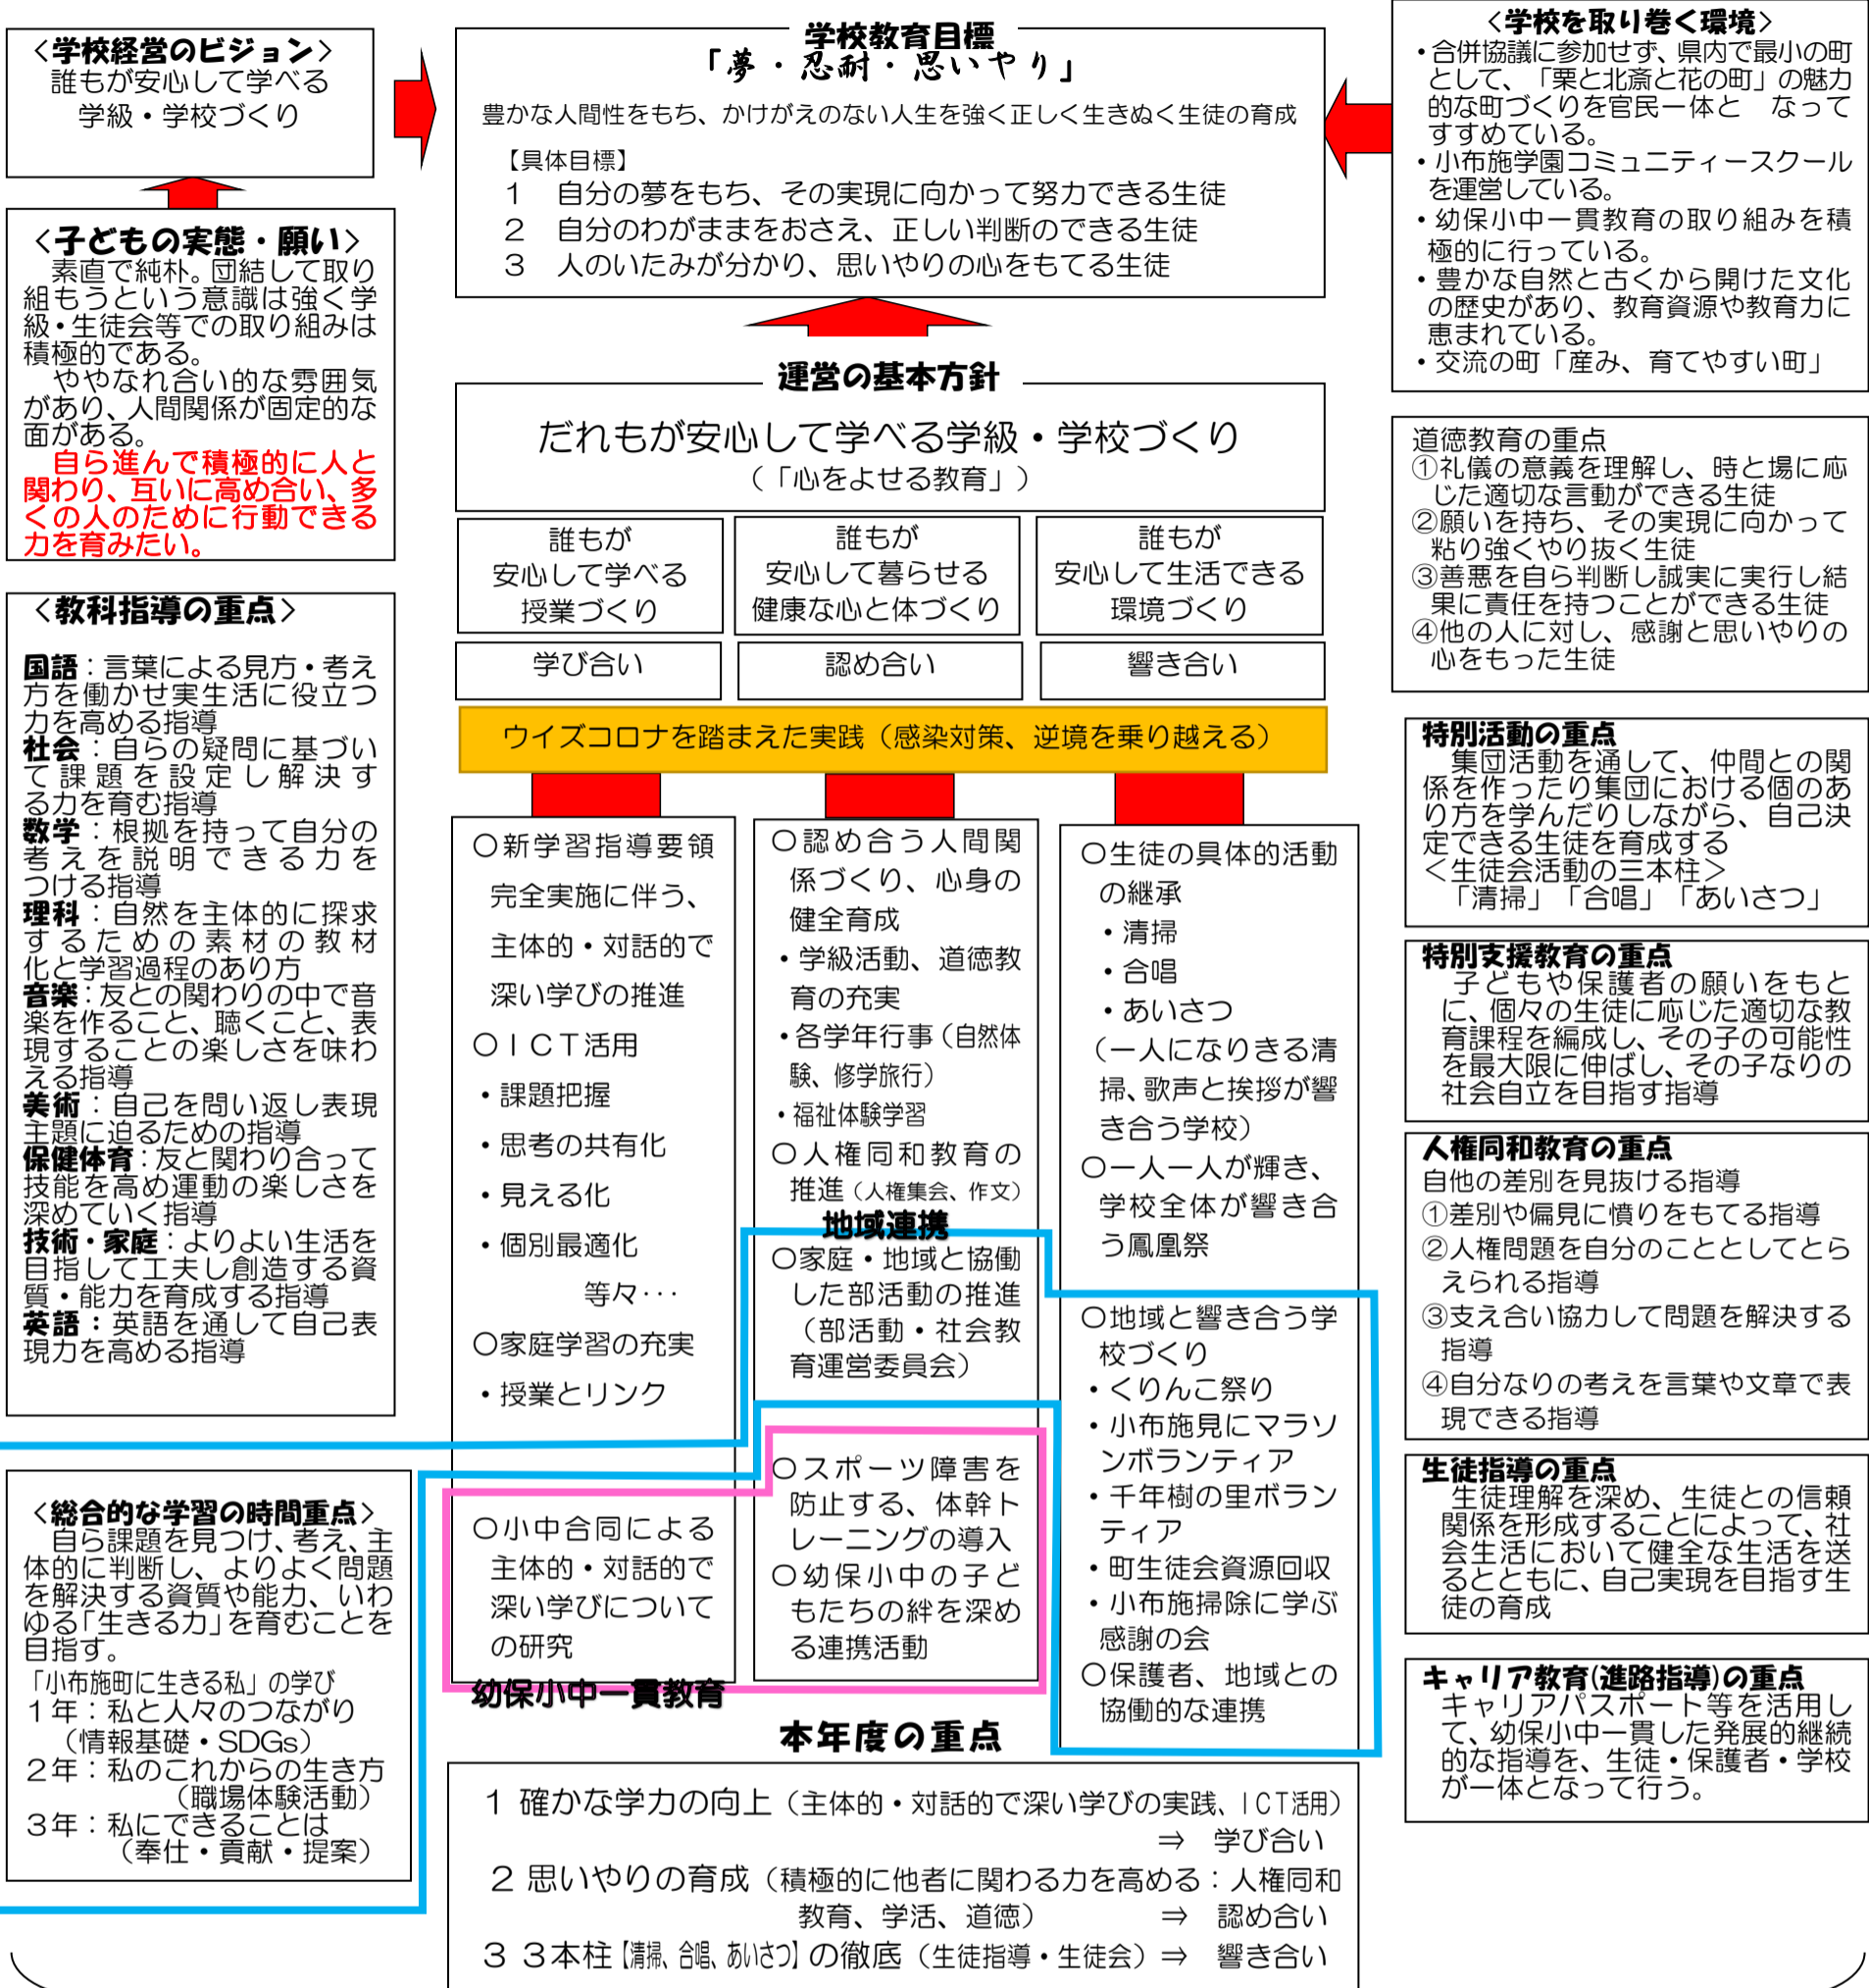 〈学校経営のビジョン〉
誰もが安心して学べる
学級・学校づくり
〈子どもの実態・願い〉
素直で純朴。団結して取り
組もうという意識は強く学
級・生徒会等での取り組みは
積極的である。
ややなれ合い的な雰囲気
があり、人間関係が固定的な
面がある。
自ら進んで積極的に人と
関わり、互いに高め合い、多
くの人のために行動できる
力を育みたい。
〈教科指導の重点〉
国語：言葉による見方・考え
方を働かせ実生活に役立つ
力を高める指導
社会：自らの疑問に基づい
て課題を設定し解決す
る力を育む指導
数学：根拠を持って自分の
考えを説明できる力を
つける指導
理科：自然を主体的に探求
するための素材の教材
化と学習過程のあり方
音楽：友との関わりの中で音
楽を作ること、聴くこと、表
現することの楽しさを味わ
える指導
美術：自己を問い返し表現
主題に迫るための指導
保健体育：友と関わり合って
技能を高め運動の楽しさを
深めていく指導
技術・家庭：よりよい生活を
目指して工夫し創造する資
質・能力を育成する指導
英語：英語を通して自己表
現力を高める指導
〈総合的な学習の時間重点〉
自ら課題を見つけ、考え、主
体的に判断し、よりよく問題
を解決する資質や能力、いわ
ゆる「生きる力」を育むことを
目指す。
「小布施町に生きる私」の学び
１年：私と人々のつながり
（情報基礎・SDGs）
２年：私のこれからの生き方
（職場体験活動）
３年：私にできることは
（奉仕・貢献・提案）
学校教育目標
「夢・忍耐・思いやり」
豊かな人間性をもち、かけがえのない人生を強く正しく生きぬく生徒の育成
【具体目標】
１　自分の夢をもち、その実現に向かって努力できる生徒
２　自分のわがままをおさえ、正しい判断のできる生徒
３　人のいたみが分かり、思いやりの心をもてる生徒
運営の基本方針
だれもが安心して学べる学級・学校づくり
（「心をよせる教育」）
誰もが
安心して学べる
授業づくり
誰もが
安心して暮らせる
健康な心と体づくり
誰もが
安心して生活できる
環境づくり
学び合い
認め合い
響き合い
ウイズコロナを踏まえた実践（感染対策、逆境を乗り越える）
○新学習指導要領
完全実施に伴う、
主体的・対話的で
深い学びの推進
○ＩＣＴ活用
・課題把握
・思考の共有化
・見える化
・個別最適化
等々・・・
○家庭学習の充実
・授業とリンク
○小中合同による
主体的・対話的で
深い学びについて
の研究
幼保小中一貫教育
○認め合う人間関
係づくり、心身の
健全育成
・学級活動、道徳教
育の充実
・各学年行事（自然体
験、修学旅行）
・福祉体験学習
○人権同和教育の
推進（人権集会、作文）
地域連携
○家庭・地域と協働
した部活動の推進
（部活動・社会教
育運営委員会）
○スポーツ障害を
防止する、体幹ト
レーニングの導入
○幼保小中の子ど
もたちの絆を深め
る連携活動
○生徒の具体的活動
の継承
・清掃
・合唱
・あいさつ
（一人になりきる清
掃、歌声と挨拶が響
き合う学校）
○一人一人が輝き、
学校全体が響き合
う鳳凰祭
○地域と響き合う学
校づくり
・くりんこ祭り
・小布施見にマラソ
ンボランティア
・千年樹の里ボラン
ティア
・町生徒会資源回収
・小布施掃除に学ぶ
感謝の会
○保護者、地域との
協働的な連携
本年度の重点
１ 確かな学力の向上（主体的・対話的で深い学びの実践、ＩＣＴ活用）
⇒　学び合い
２ 思いやりの育成（積極的に他者に関わる力を高める：人権同和
教育、学活、道徳）　⇒　認め合い
３ ３本柱【清掃、合唱、あいさつ】の徹底（生徒指導・生徒会）⇒　響き合い
〈学校を取り巻く環境〉
・合併協議に参加せず、県内で最小の町
として、「栗と北斎と花の町」の魅力
的な町づくりを官民一体と　なって
すすめている。
・小布施学園コミュニティースクール
を運営している。
・幼保小中一貫教育の取り組みを積
極的に行っている。
・豊かな自然と古くから開けた文化
の歴史があり、教育資源や教育力に
恵まれている。
・交流の町「産み、育てやすい町」
道徳教育の重点
①礼儀の意義を理解し、時と場に応
じた適切な言動ができる生徒
②願いを持ち、その実現に向かって
粘り強くやり抜く生徒
③善悪を自ら判断し誠実に実行し結
果に責任を持つことができる生徒
④他の人に対し、感謝と思いやりの
心をもった生徒
特別活動の重点
集団活動を通して、仲間との関
係を作ったり集団における個のあ
り方を学んだりしながら、自己決
定できる生徒を育成する
＜生徒会活動の三本柱＞
「清掃」「合唱」「あいさつ」
特別支援教育の重点
子どもや保護者の願いをもと
に、個々の生徒に応じた適切な教
育課程を編成し、その子の可能性
を最大限に伸ばし、その子なりの
社会自立を目指す指導
人権同和教育の重点
自他の差別を見抜ける指導
①差別や偏見に憤りをもてる指導
②人権問題を自分のこととしてとら
えられる指導
③支え合い協力して問題を解決する
指導
④自分なりの考えを言葉や文章で表
現できる指導
生徒指導の重点
生徒理解を深め、生徒との信頼
関係を形成することによって、社
会生活において健全な生活を送
るとともに、自己実現を目指す生
徒の育成
キャリア教育(進路指導)の重点
キャリアパスポート等を活用し
て、幼保小中一貫した発展的継続
的な指導を、生徒・保護者・学校
が一体となって行う。